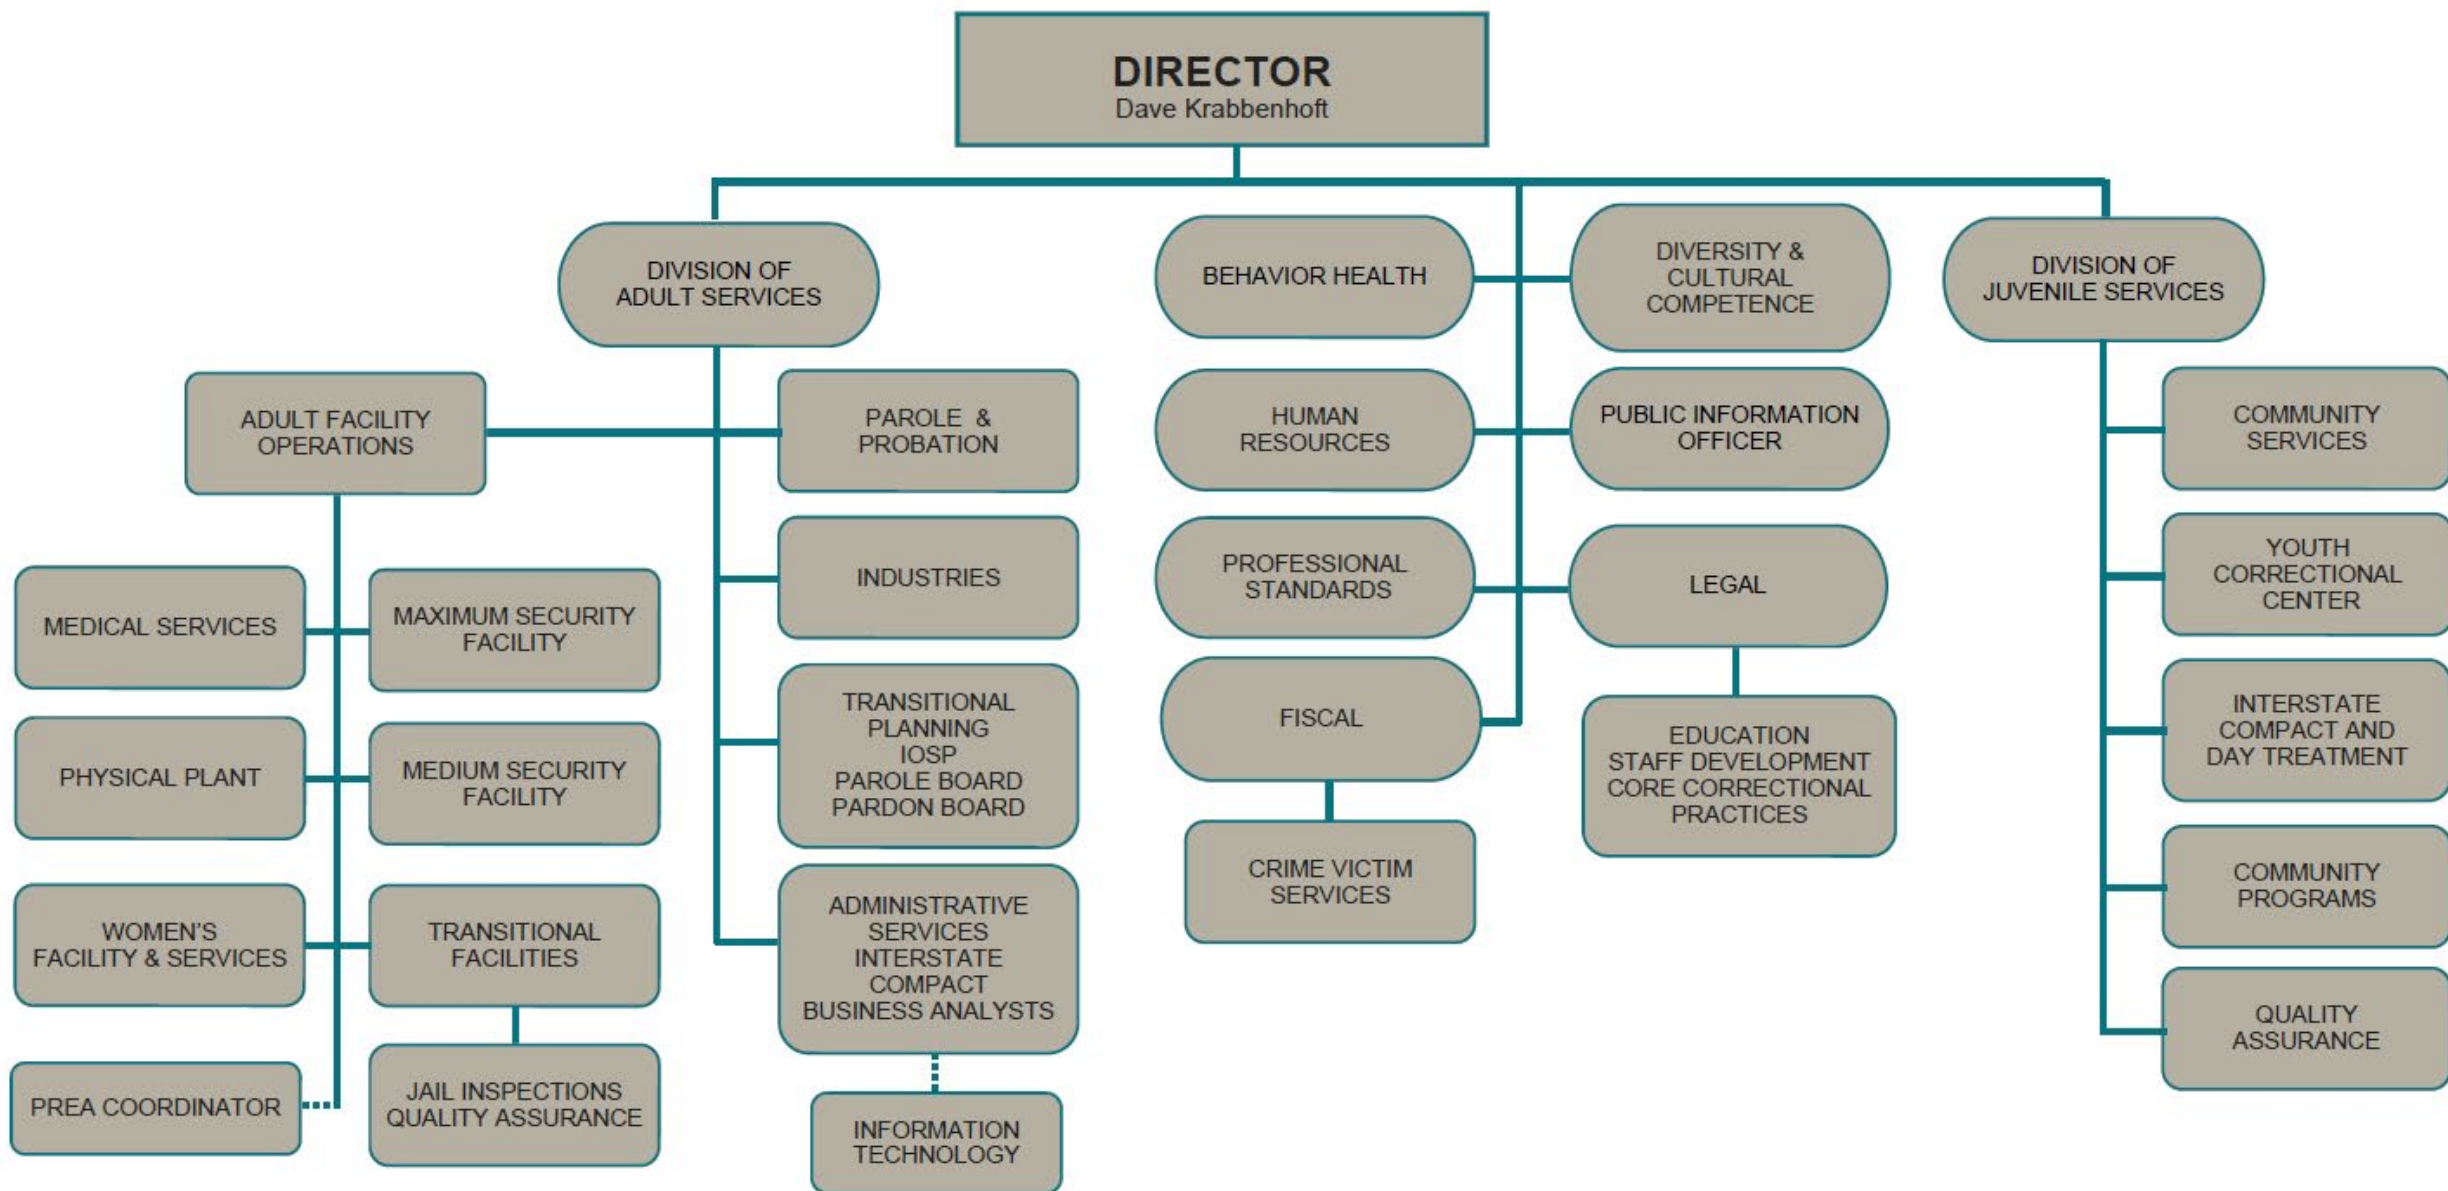 DIRECTOR
Dave Krabbenhoft
DIVISION OF
ADULT SERVICES
BEHAVIOR HEALTH
DIVERSITY &
CULTURAL
COMPETENCE
DIVISION OF
JUVENILE SERVICES
ADULT FACILITY
OPERATIONS
PAROLE &
PROBATION
HUMAN
RESOURCES
PUBLIC INFORMATION
OFFICER
COMMUNITY
SERVICES
MEDICAL SERVICES
MAXIMUM SECURITY
FACILITY
INDUSTRIES
PROFESSIONAL
STANDARDS
LEGAL
YOUTH
CORRECTIONAL
CENTER
PHYSICAL PLANT
MEDIUM SECURITY
FACILITY
TRANSITIONAL
PLANNING
IOSP
PAROLE BOARD
PARDON BOARD
FISCAL
EDUCATION
STAFF DEVELOPMENT
CORE CORRECTIONAL
PRACTICES
INTERSTATE
COMPACT AND
DAY TREATMENT
WOMEN'S
FACILITY & SERVICES
TRANSITIONAL
FACILITIES
ADMINISTRATIVE
SERVICES
INTERSTATE
COMPACT
BUSINESS ANALYSTS
CRIME VICTIM
SERVICES
COMMUNITY
PROGRAMS
PREA COORDINATOR
JAIL INSPECTIONS
QUALITY ASSURANCE
INFORMATION
TECHNOLOGY
QUALITY
ASSURANCE